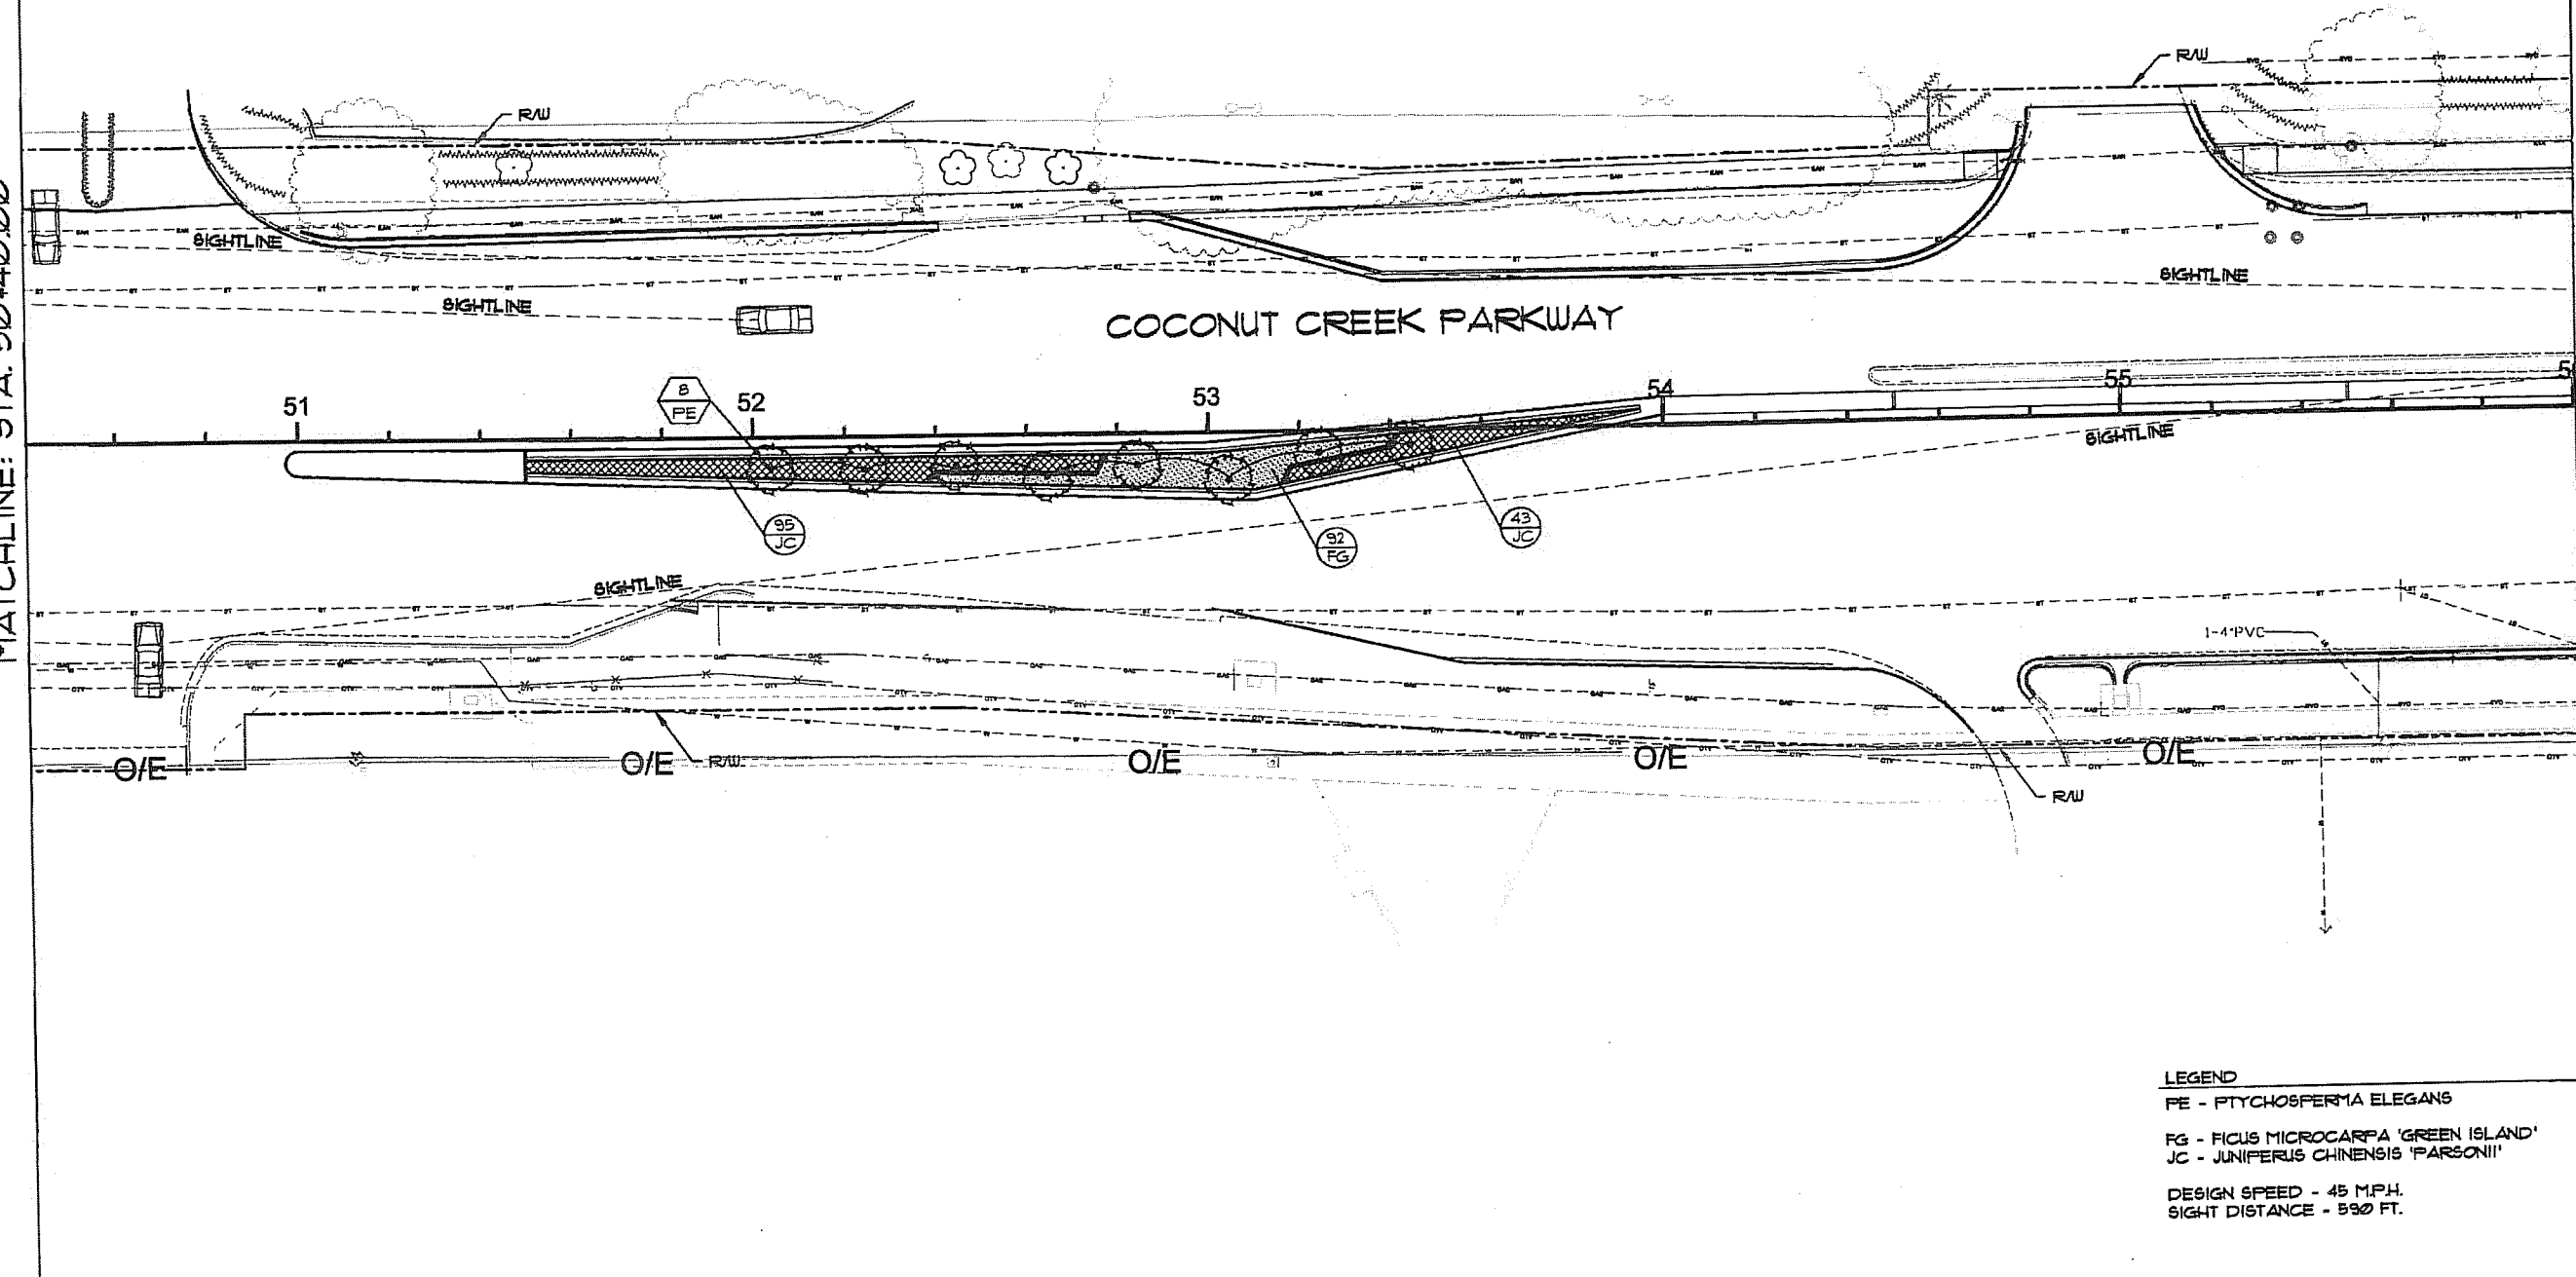 MATCHLINE: STA. 50+40.00
R/W
R/W
SIGHTLINE
SIGHTLINE
SIGHTLINE
COCONUT CREEK PARKWAY
51
52
53
54
55
8
PE
95
JC
92
FG
43
JC
SIGHTLINE
SIGHTLINE
1-4"PVC
O/E
O/E
R/W
O/E
O/E
O/E
R/W
LEGEND
PE - PTYCHOSPERMA ELEGANS
FG - FICUS MICROCARPA 'GREEN ISLAND'
JC - JUNIPERUS CHINENSIS 'PARSONII'
DESIGN SPEED - 45 M.P.H.
SIGHT DISTANCE - 590 FT.